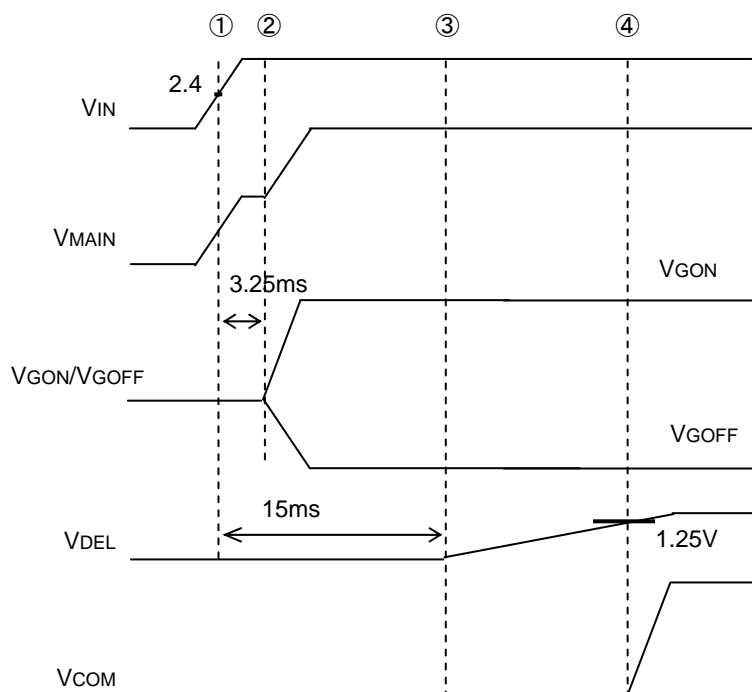 ① ② ③ ④
2.4
VIN
VMAIN
VGON
3.25ms
VGON/VGOFF
VGOFF
15ms
VDEL
1.25V
VCOM